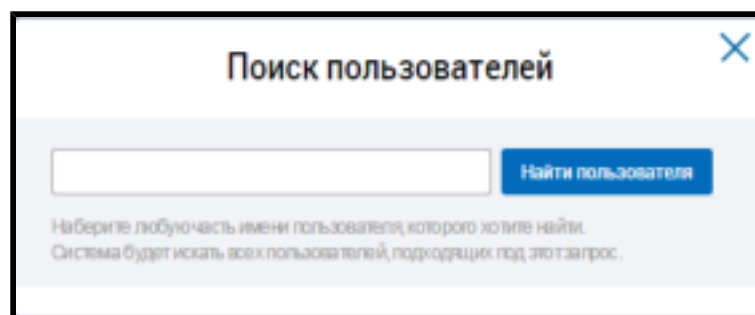 Поиск пользователей
Найти пользователя
Наберите любую часть имени пользователя, которого хотите найти.
Система будет искать всех пользователей, подходящих под этот запрос.